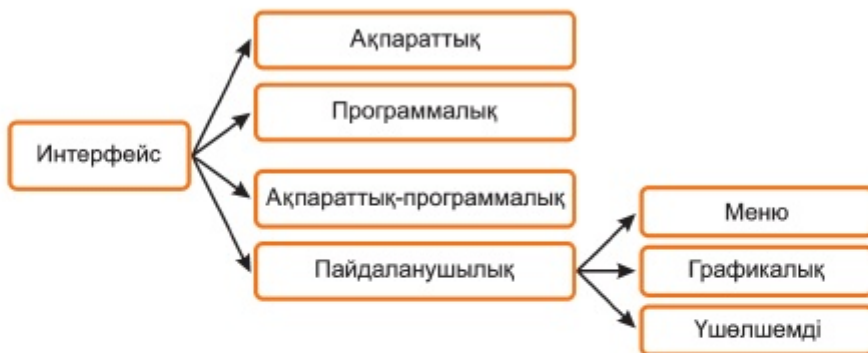 Ақпараттық
Программалық
Интерфейс
Ақпараттық-программалық
Меню
Пайдаланушылық
Графикалық
Үшөлшемді